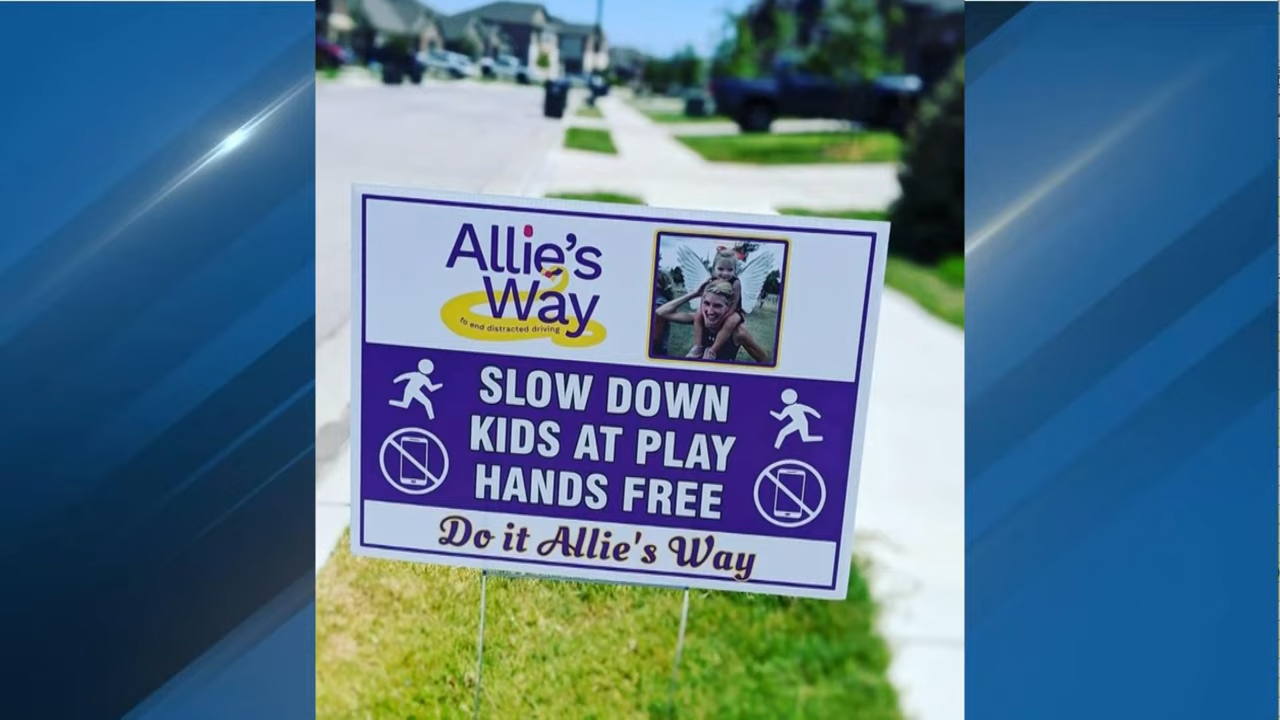 Allie's
Way
to end distracted driving
SLOW DOWN
KIDS AT PLAY
HANDS FREE
Do it Allie's Way